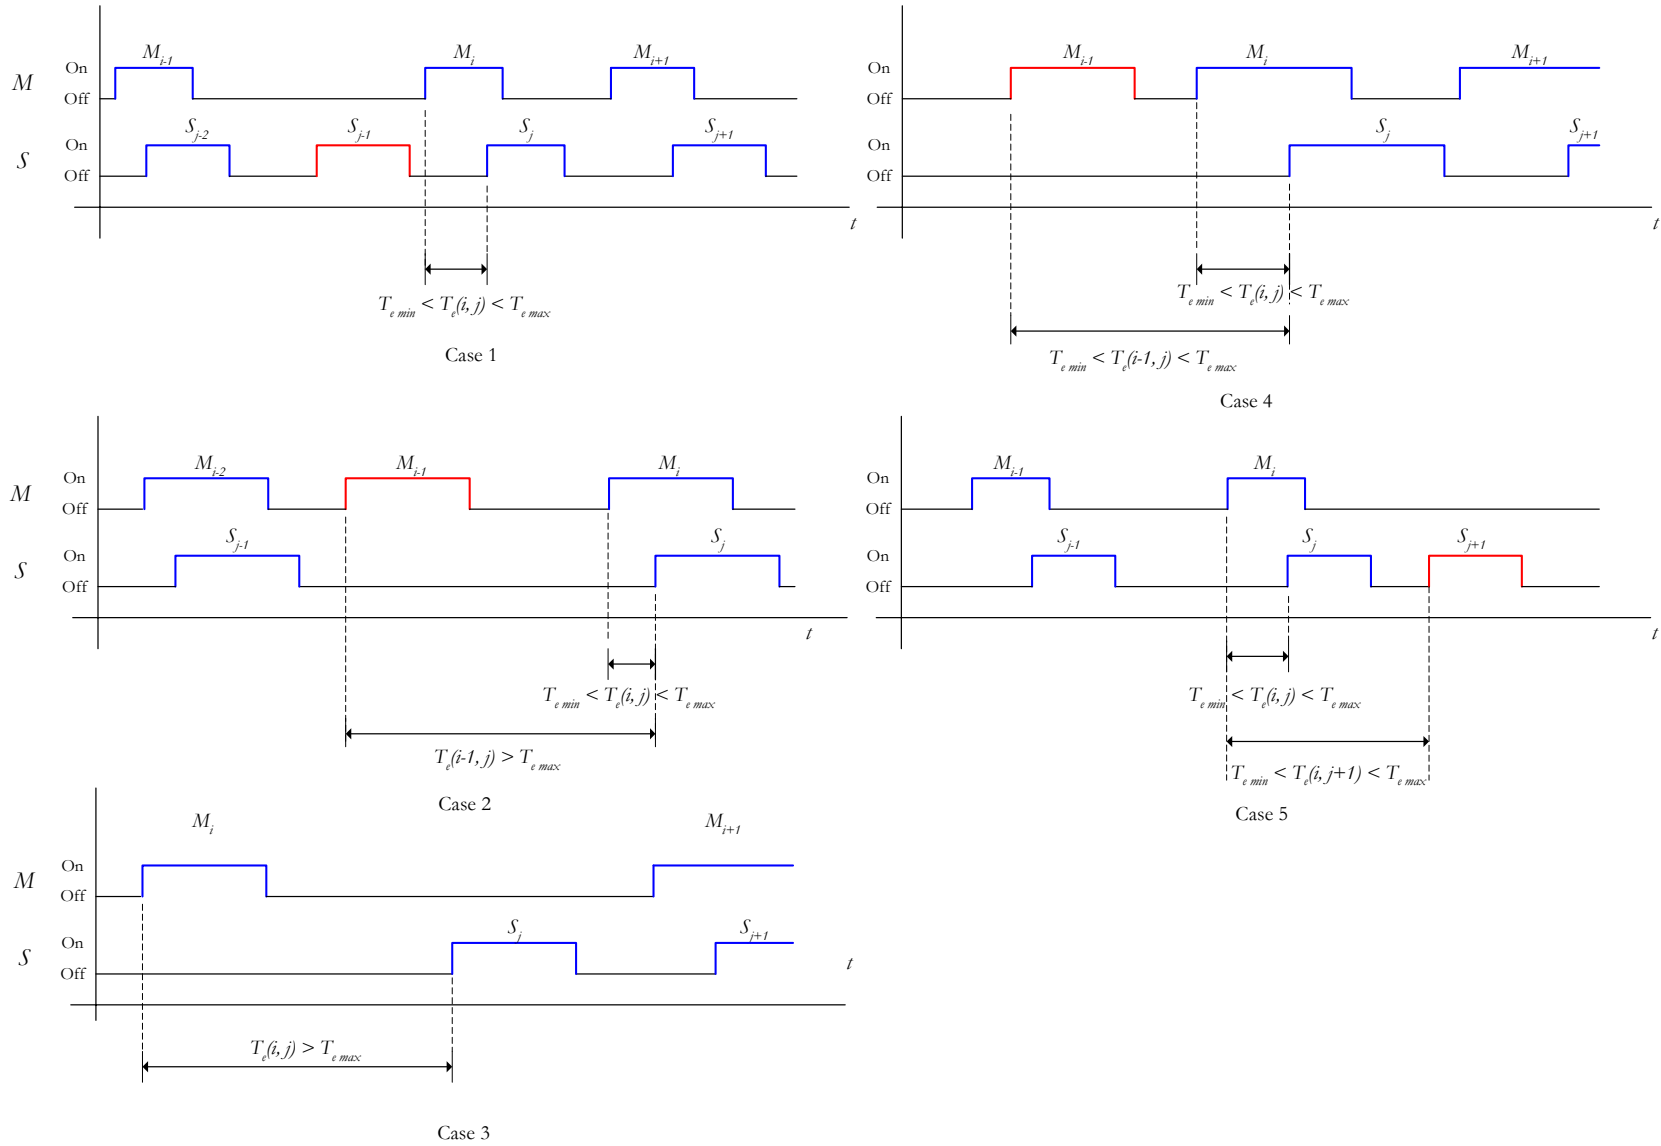 M_{i-1} M_i M_{i+1}
M On
Off
S_{j-2} S_{j-1} S_j S_{j+1}
S On
Off
t
T_{e min} < T_e(i, j) < T_{e max}
Case 1
M_{i-1} M_i M_{i+1}
On
Off
S_j S_{j+1}
On
Off
t
T_{e min} < T_e(i, j) < T_{e max}
T_{e min} < T_e(i-1, j) < T_{e max}
Case 4
M_{i-2} M_{i-1} M_i
M On
Off
S_{j-1} S_j
S On
Off
t
T_{e min} < T_e(i, j) < T_{e max}
T_e(i-1, j) > T_{e max}
Case 2
M_{i-1} M_i
On
Off
S_{j-1} S_j S_{j+1}
On
Off
t
T_{e min} < T_e(i, j) < T_{e max}
T_{e min} < T_e(i, j+1) < T_{e max}
Case 5
M_i M_{i+1}
M On
Off
S_j S_{j+1}
S On
Off
t
T_e(i, j) > T_{e max}
Case 3